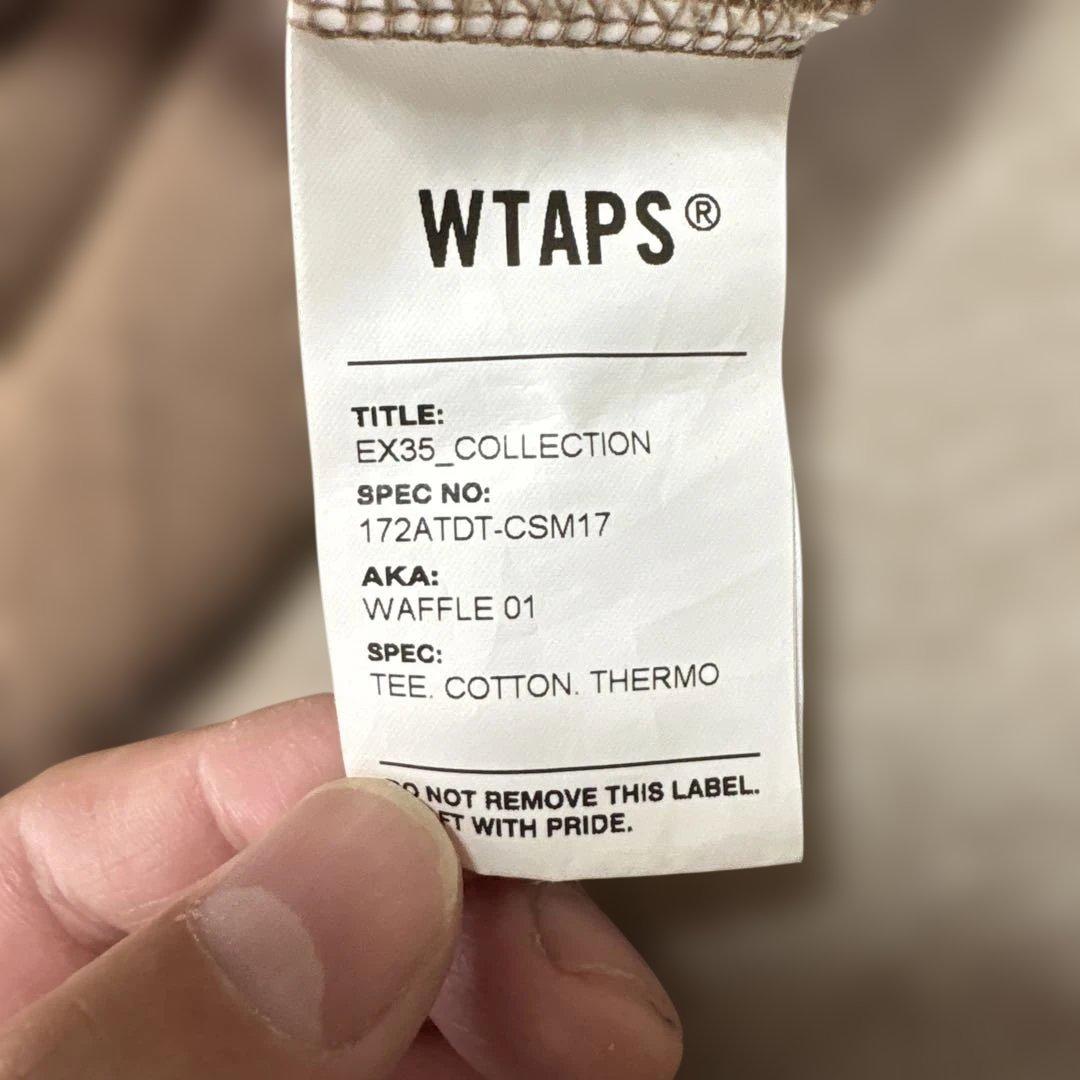 WTAPS®
TITLE:
EX35_COLLECTION
SPEC NO:
172ATDT-CSM17
AKA:
WAFFLE 01
SPEC:
TEE. COTTON. THERMO
NOT REMOVE THIS LABEL.
WITH PRIDE.